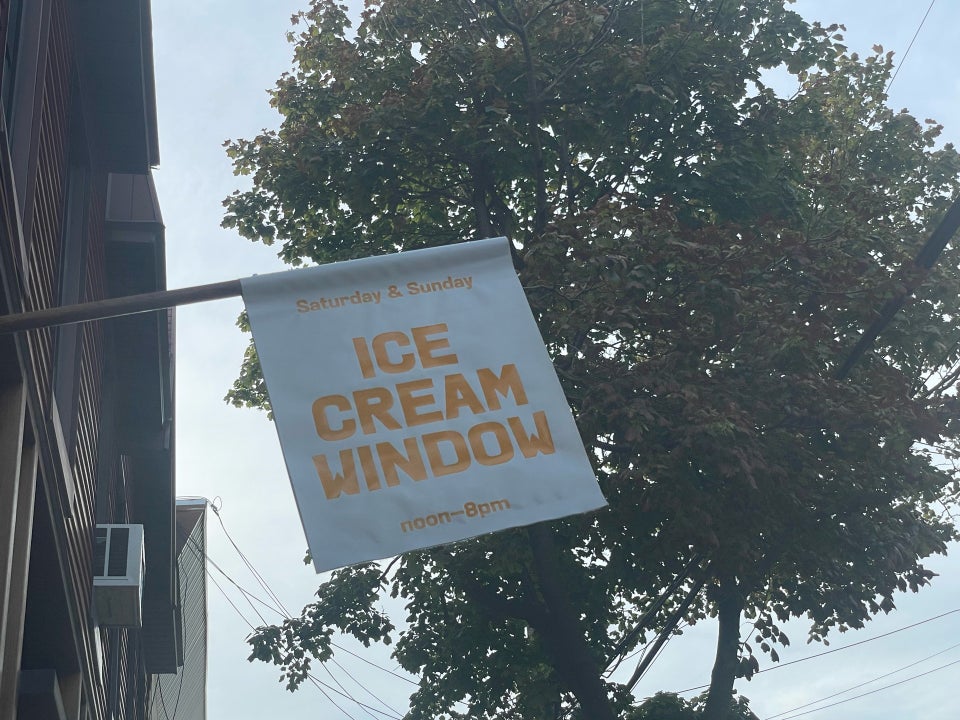 Saturday & Sunday
ICE
CREAM
WINDOW
noon—8pm